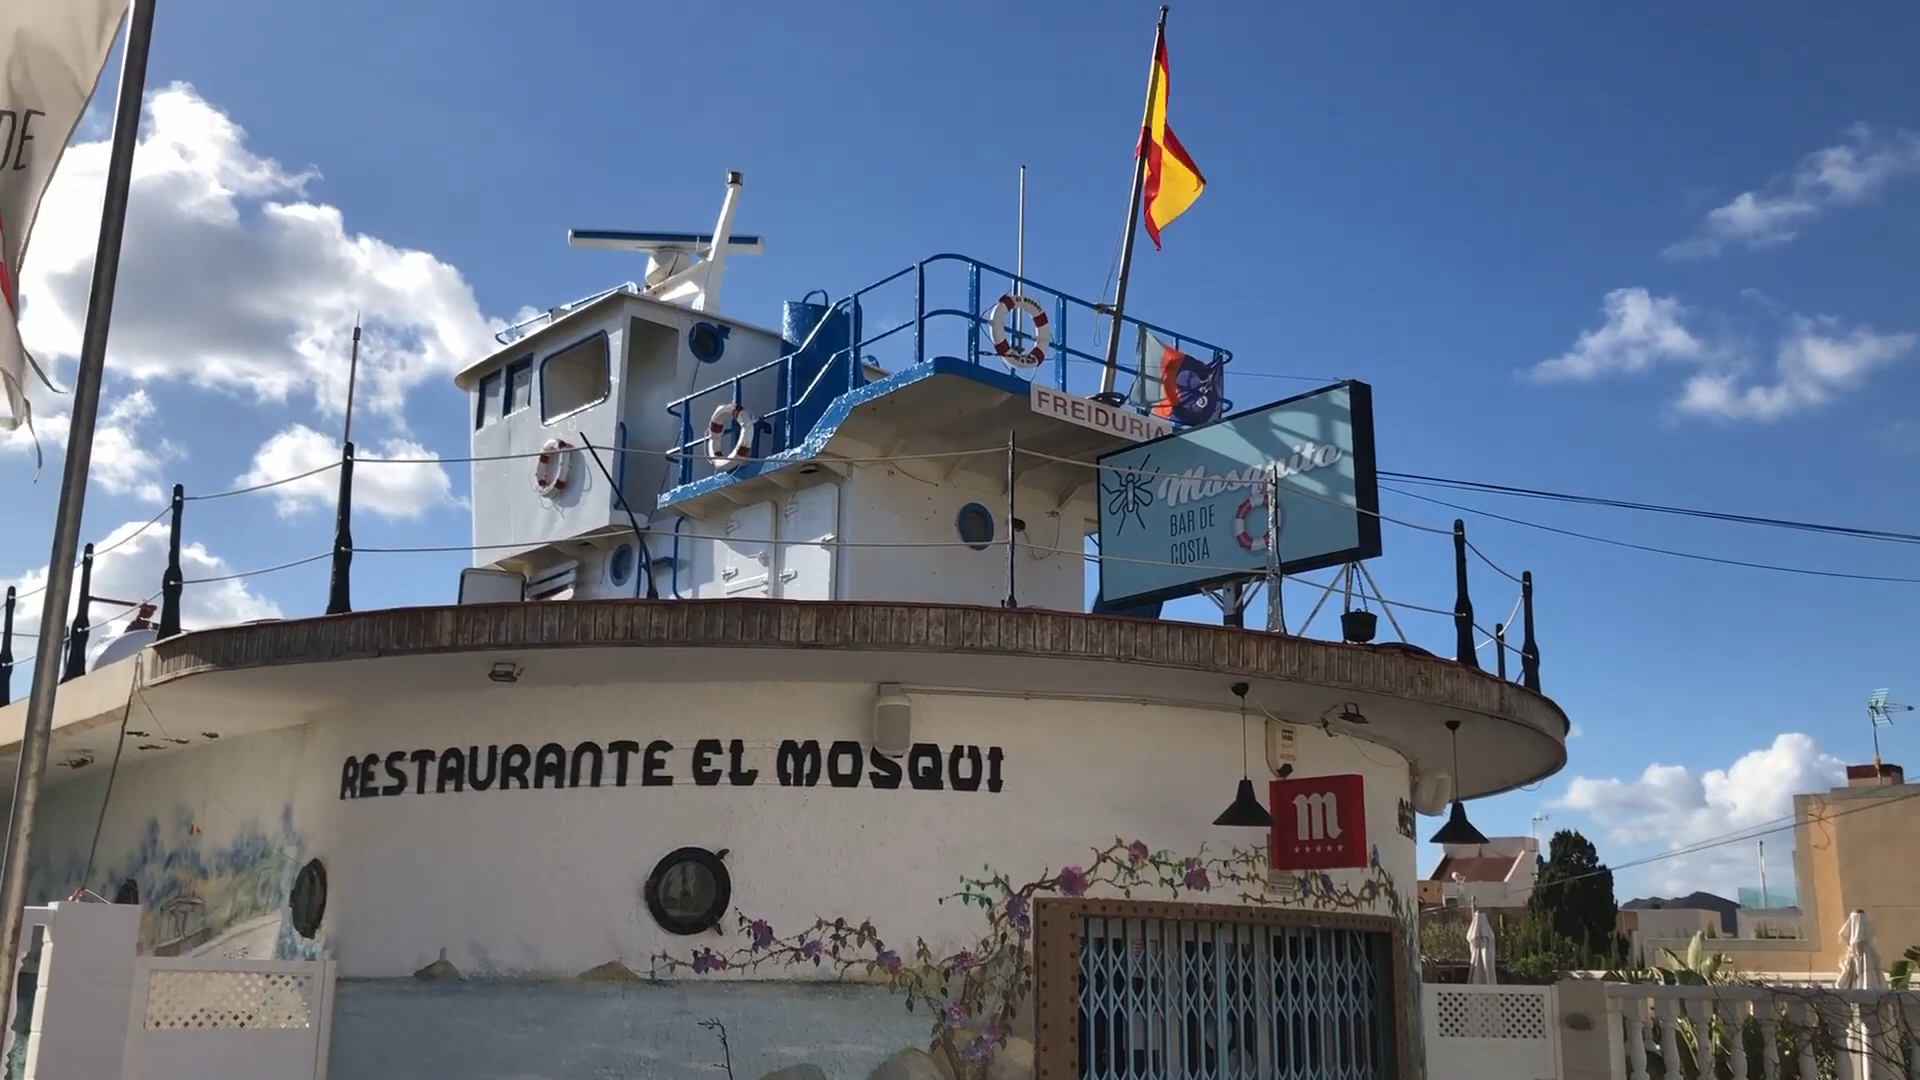 DE
FREIDURIA
Mosquito
BAR DE
COSTA
RESTAURANTE EL MOSQUI
m